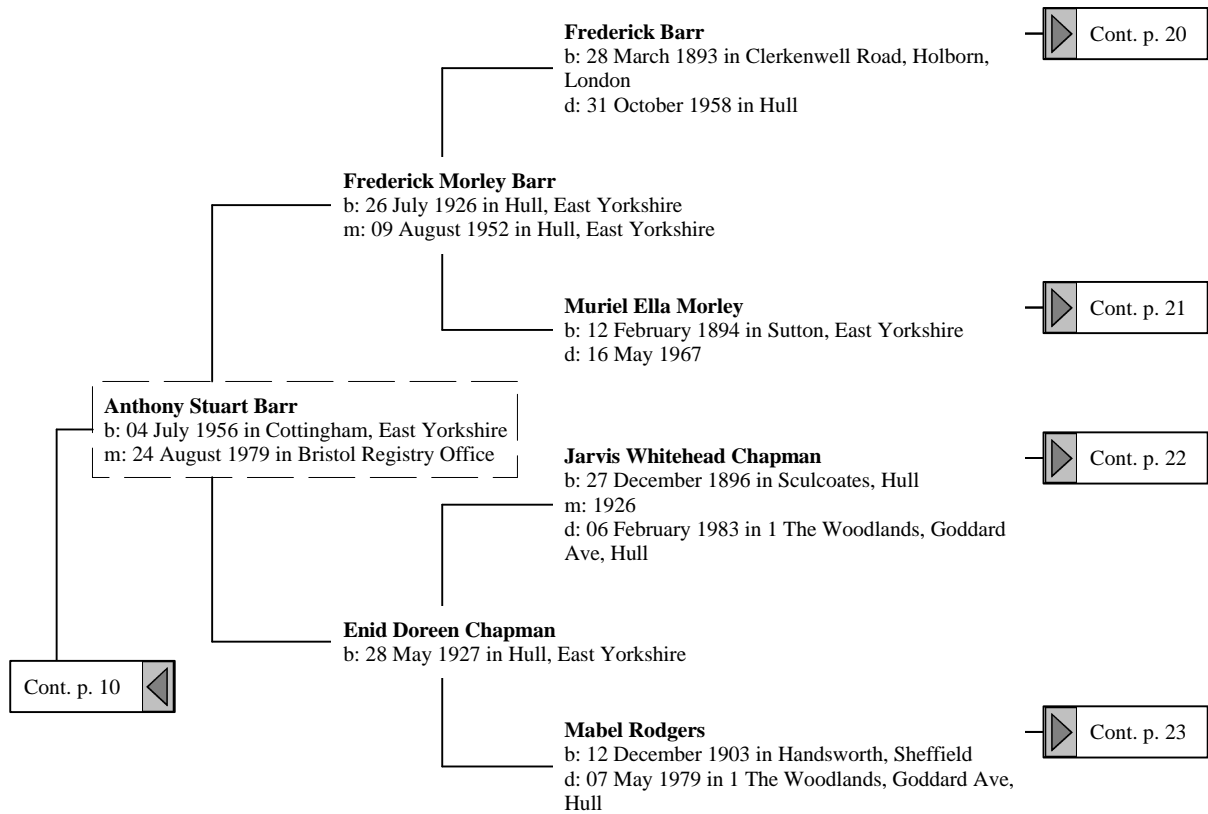 Frederick Barr
b: 28 March 1893 in Clerkenwell Road, Holborn,
London
d: 31 October 1958 in Hull
Cont. p. 20
Frederick Morley Barr
b: 26 July 1926 in Hull, East Yorkshire
m: 09 August 1952 in Hull, East Yorkshire
Muriel Ella Morley
b: 12 February 1894 in Sutton, East Yorkshire
d: 16 May 1967
Cont. p. 21
Anthony Stuart Barr
b: 04 July 1956 in Cottingham, East Yorkshire
m: 24 August 1979 in Bristol Registry Office
Jarvis Whitehead Chapman
b: 27 December 1896 in Sculcoates, Hull
m: 1926
d: 06 February 1983 in 1 The Woodlands, Goddard
Ave, Hull
Cont. p. 22
Enid Doreen Chapman
b: 28 May 1927 in Hull, East Yorkshire
Cont. p. 10
Mabel Rodgers
b: 12 December 1903 in Handsworth, Sheffield
d: 07 May 1979 in 1 The Woodlands, Goddard Ave,
Hull
Cont. p. 23